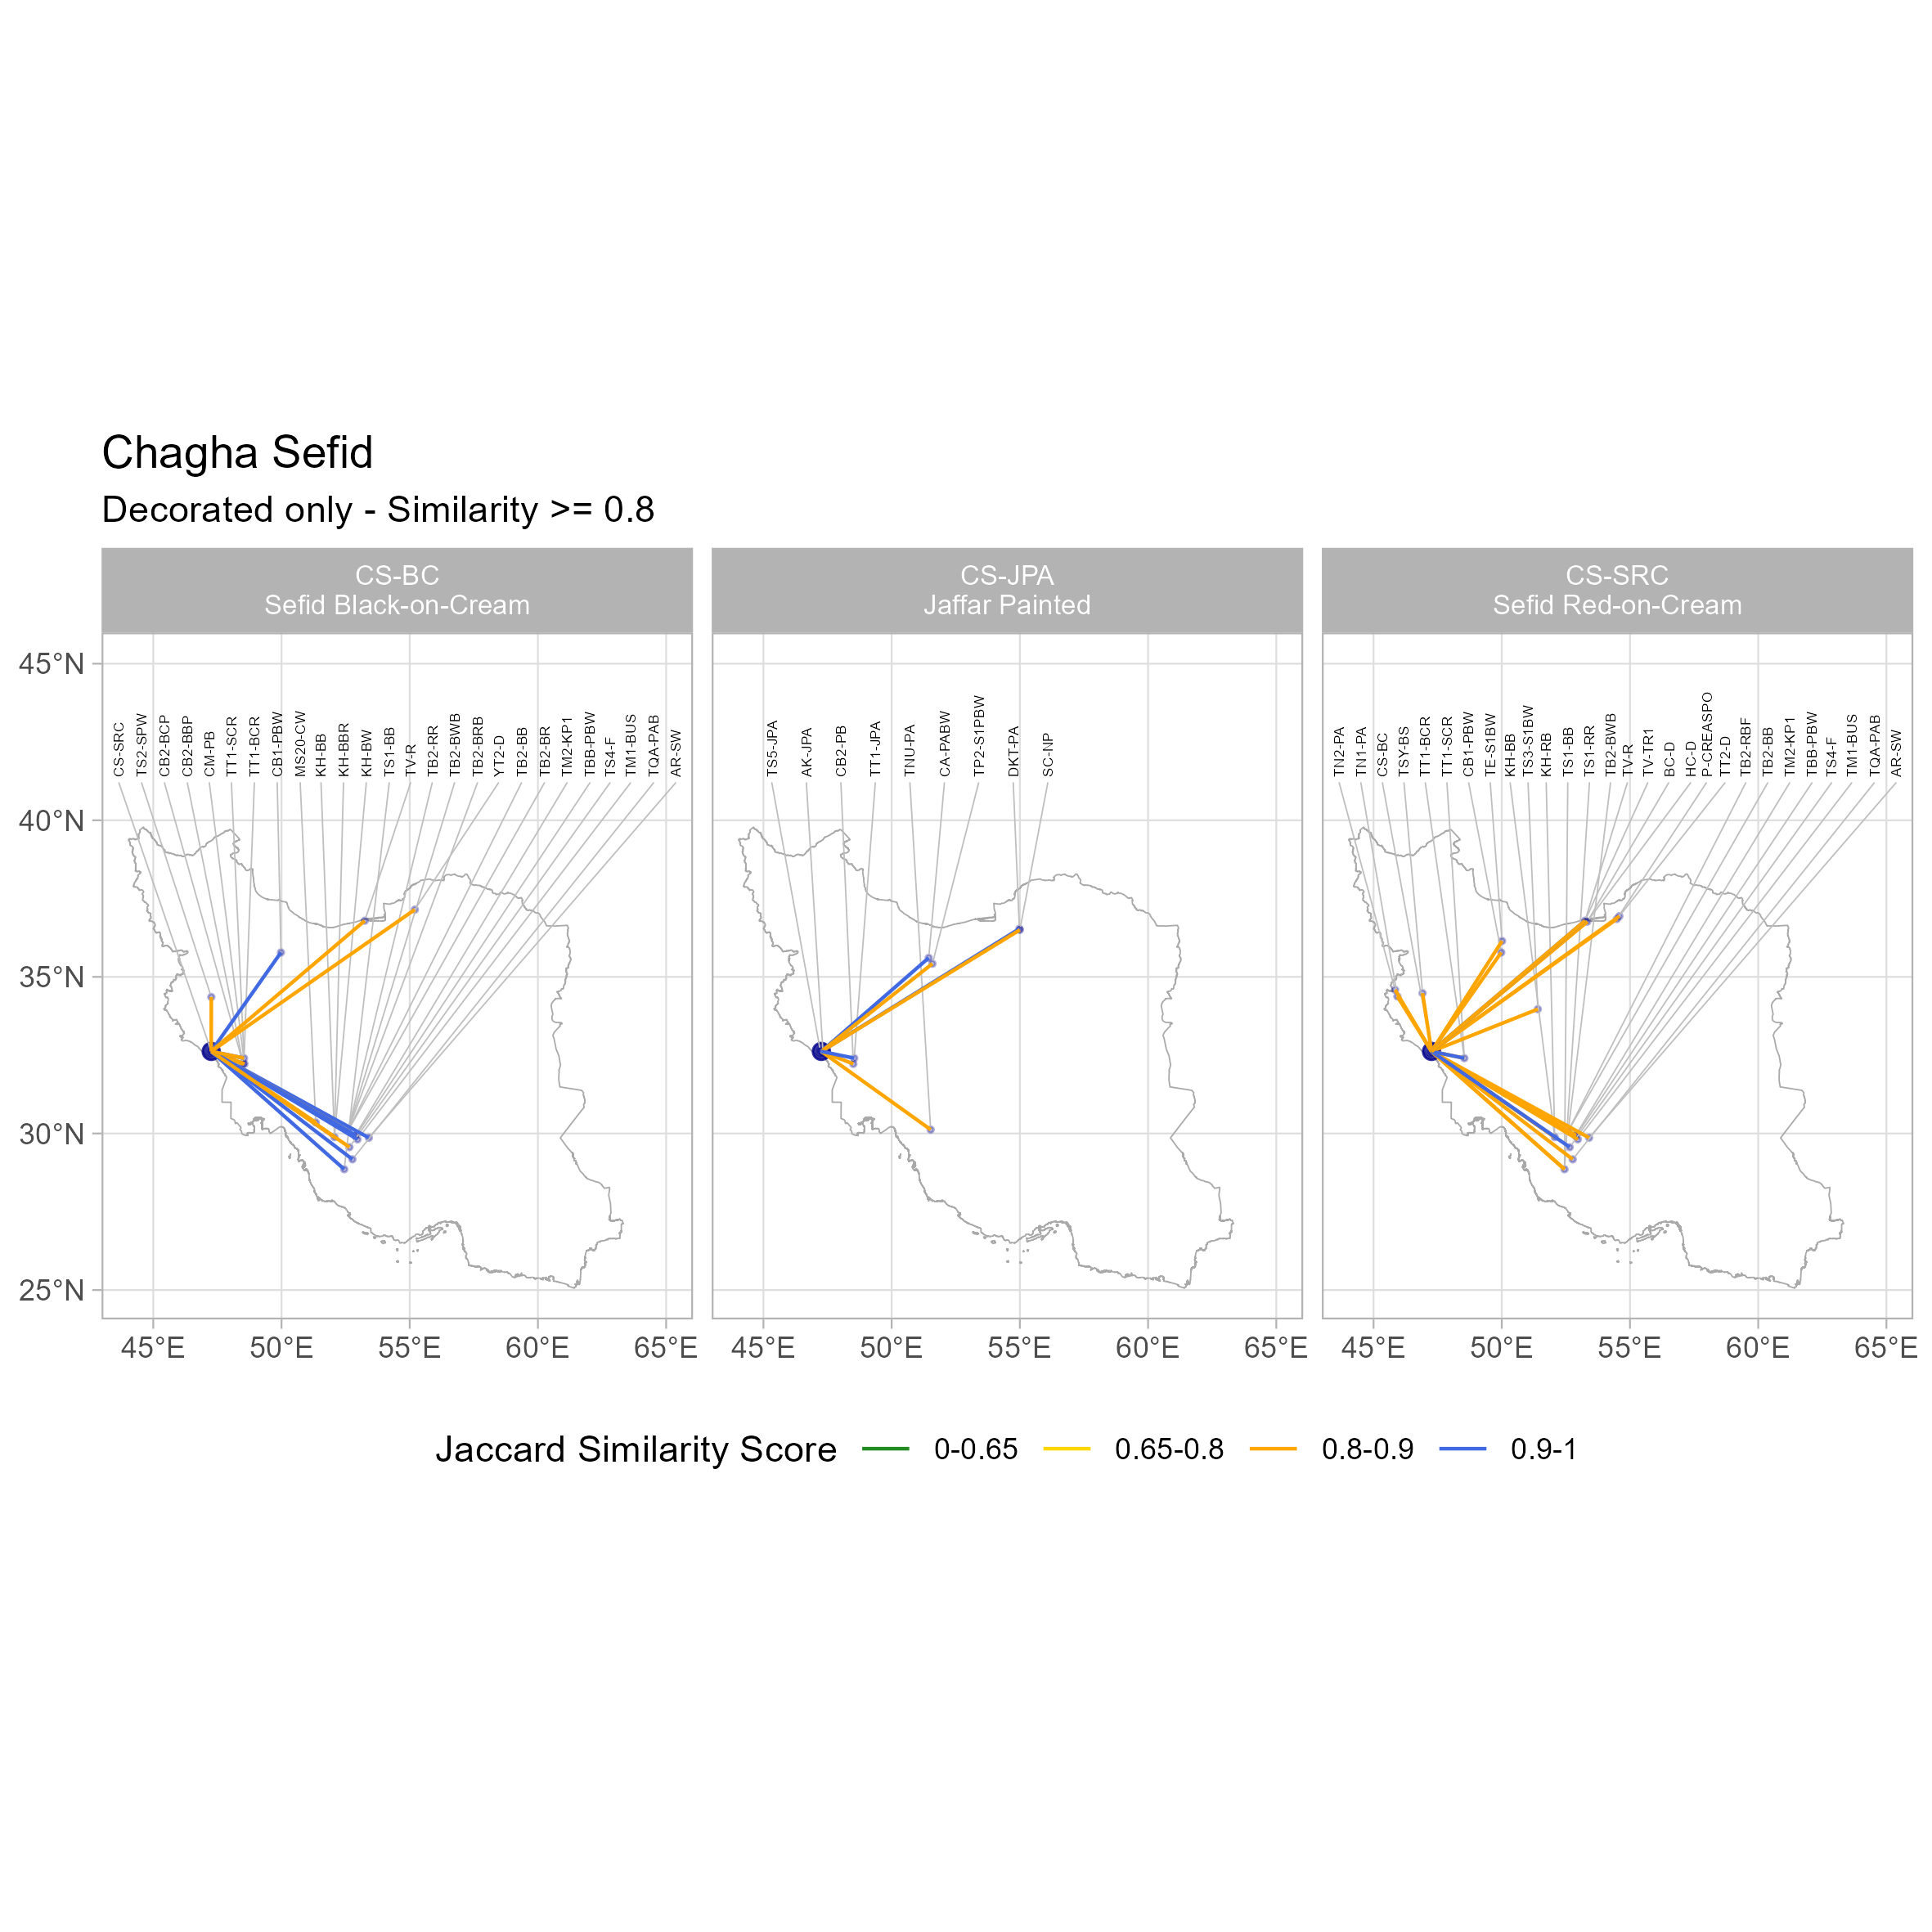 Chagha Sefid
Decorated only - Similarity >= 0.8
CS-BC
Sefid Black-on-Cream
CS-JPA
Jaffar Painted
CS-SRC
Sefid Red-on-Cream
45°N
40°N
35°N
30°N
25°N
CS-SRC
TS2-SPW
CB2-BCP
CB2-BBP
CM-PB
TT1-SCR
TT1-BCR
CB1-PBW
MS20-CW
KH-BB
KH-BBR
KH-BW
TS1-BB
TV-R
TB2-RR
TB2-BWB
TB2-BRB
YT2-D
TB2-BB
TB2-BR
TM2-KP1
TBB-PBW
TS4-F
TM1-BUS
TQA-PAB
AR-SW
TS5-JPA
AK-JPA
CB2-PB
TT1-JPA
TNU-PA
CA-PABW
TP2-S1PBW
DKT-PA
SC-NP
TN2-PA
TN1-PA
CS-BC
TSY-BS
TT1-BCR
TT1-SCR
CB1-PBW
TE-S1BW
KH-BB
TS3-S1BW
KH-RB
TS1-BB
TS1-RR
TB2-BWB
TV-R
TV-TR1
BC-D
HC-D
P-CREASPO
TT2-D
TB2-RBF
TB2-BB
TM2-KP1
TBB-PBW
TS4-F
TM1-BUS
TQA-PAB
AR-SW
45°E 50°E 55°E 60°E 65°E
45°E 50°E 55°E 60°E 65°E
45°E 50°E 55°E 60°E 65°E
Jaccard Similarity Score 0-0.65 0.65-0.8 0.8-0.9 0.9-1